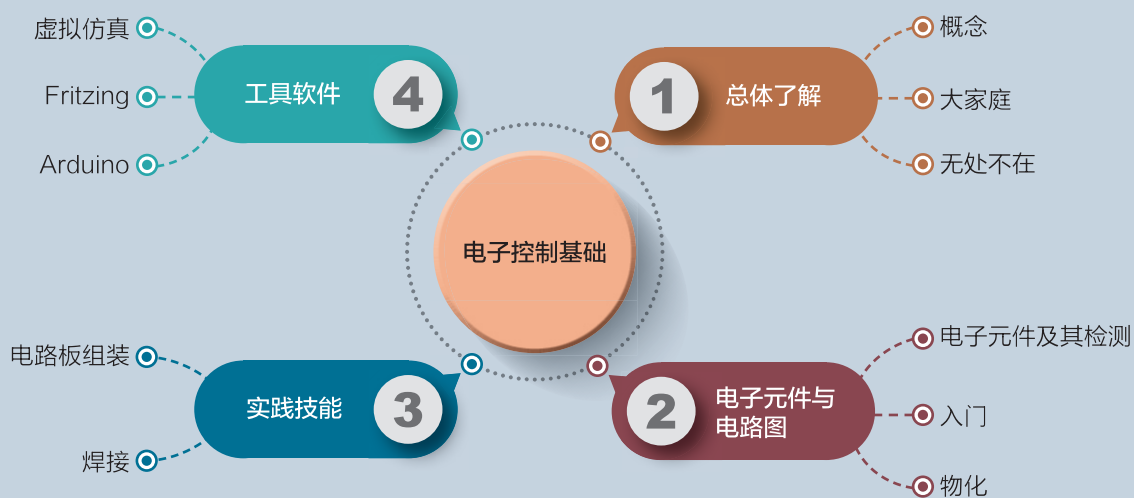 电子控制基础
1
总体了解
概念
大家庭
无处不在
2
电子元件与
电路图
电子元件及其检测
入门
物化
3
实践技能
电路板组装
焊接
4
工具软件
虚拟仿真
Fritzing
Arduino